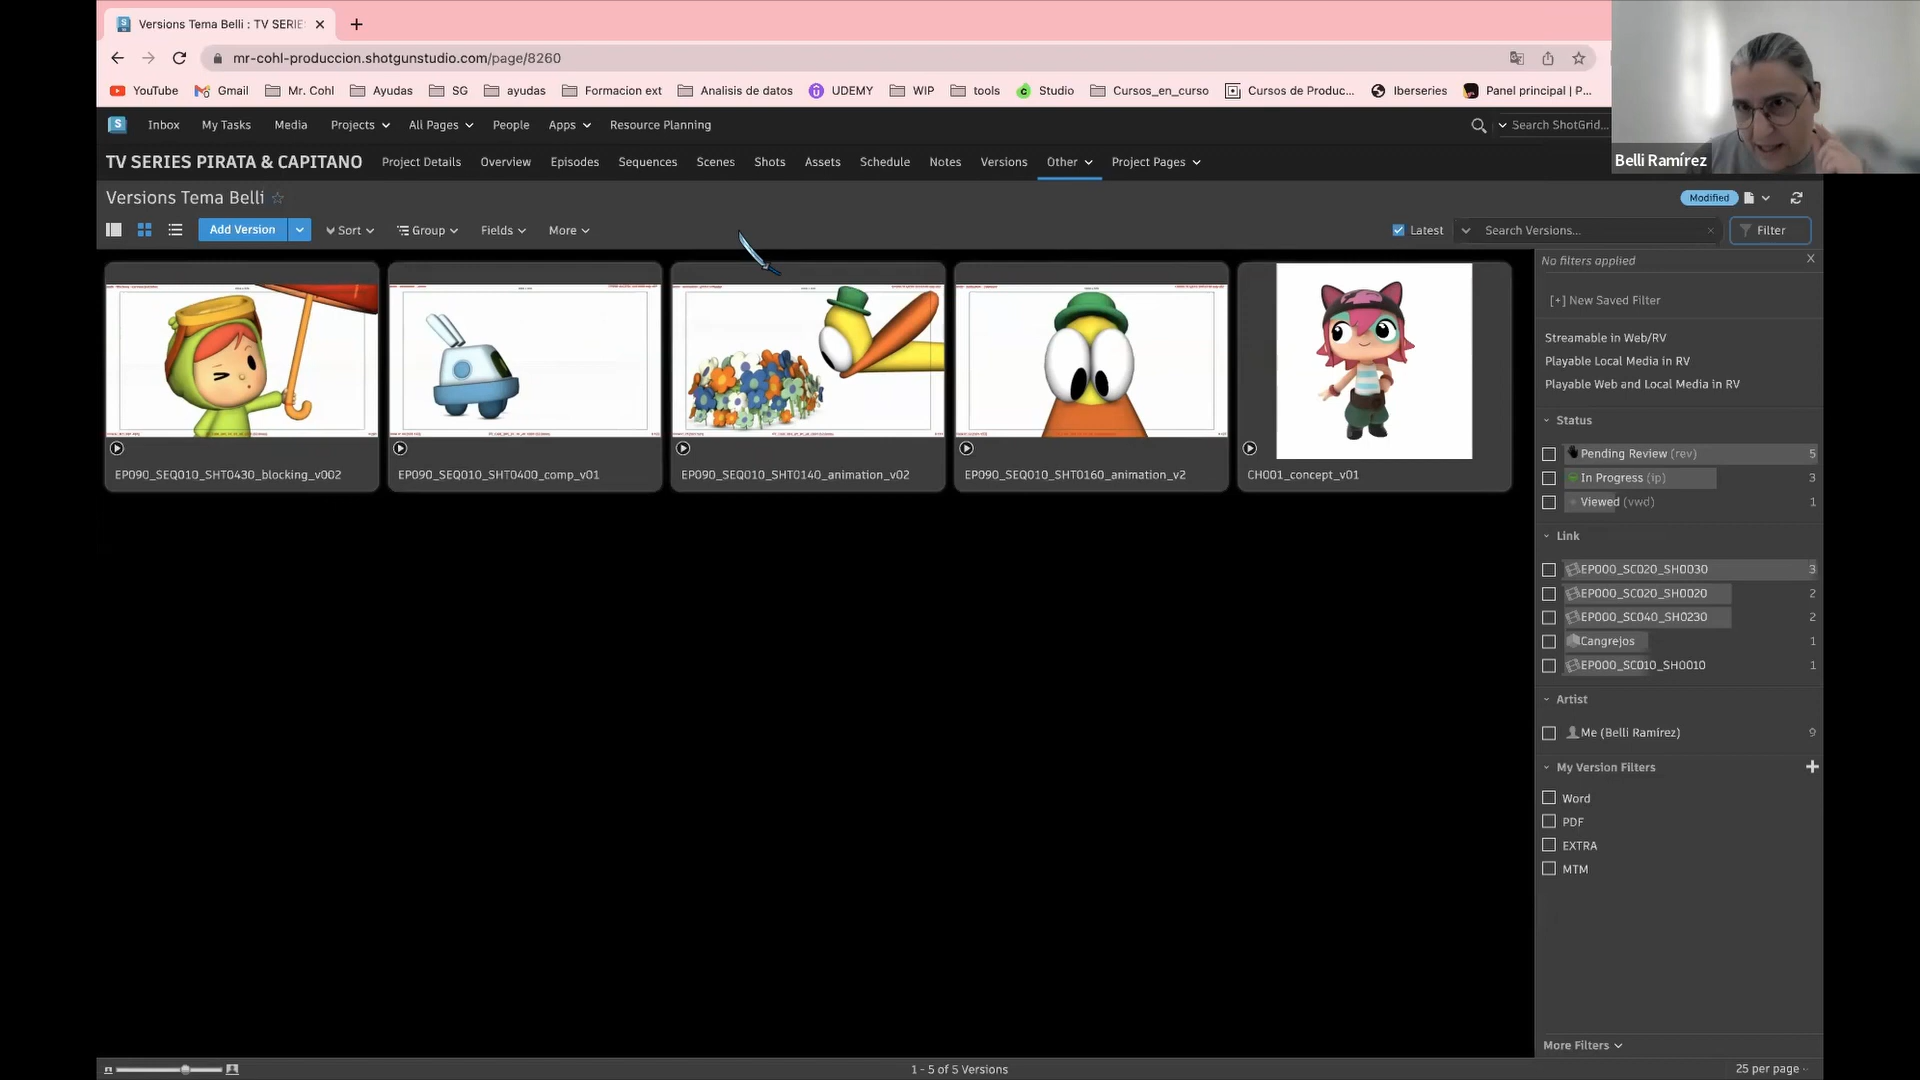 Versions Tema Belli : TV SERIE
mr-cohl-produccion.shotgunstudio.com/page/8260
YouTube Gmail Mr. Cohl Ayudas SG ayudas Formacion ext Analisis de datos UDEMY WIP tools Studio Cursos_en_curso Cursos de Produc... Iberseries Panel principal | P...
Inbox My Tasks Media Projects All Pages People Apps Resource Planning Search ShotGrid...
Belli Ramírez
TV SERIES PIRATA & CAPITANO Project Details Overview Episodes Sequences Scenes Shots Assets Schedule Notes Versions Other Project Pages
Versions Tema Belli Modified
Add Version Sort Group Fields More Latest Search Versions... Filter
No filters applied X
[+] New Saved Filter
Streamable in Web/RV
Playable Local Media in RV
Playable Web and Local Media in RV
Status
Pending Review (rev) 5
In Progress (ip) 3
Viewed (vwd) 1
Link
EP000_SC020_SH0030 3
EP000_SC020_SH0020 2
EP000_SC040_SH0230 2
Cangrejos 1
EP000_SC010_SH0010 1
Artist
Me (Belli Ramirez) 9
My Version Filters
Word
PDF
EXTRA
MTM
More Filters
EP090_SEQ010_SHT0430_blocking_v002
EP090_SEQ010_SHT0400_comp_v01
EP090_SEQ010_SHT0140_animation_v02
EP090_SEQ010_SHT0160_animation_v2
CH001_concept_v01
1 - 5 of 5 Versions
25 per page